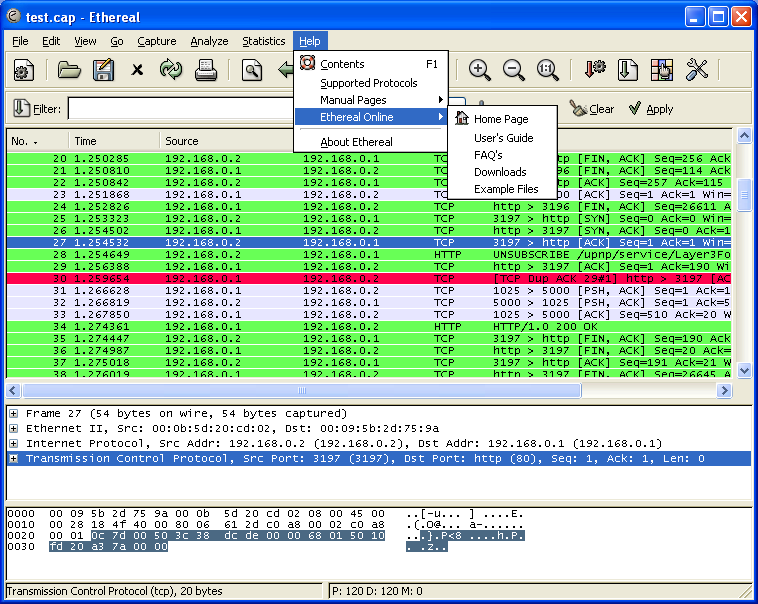 test.cap - Ethereal
File Edit View Go Capture Analyze Statistics Help
Contents F1
Supported Protocols
Manual Pages
Ethereal Online
About Ethereal
Home Page
User's Guide
FAQ's
Downloads
Example Files
Filter: Clear Apply
No. . Time Source
20 1.250285 192.168.0.2 192.168.0.1 TCP http [FIN, ACK] Seq=256 Ack
21 1.250810 192.168.0.1 192.168.0.2 TC 96 [FIN, ACK] Seq=114 Ack
22 1.250842 192.168.0.2 192.168.0.1 TC http [ACK] Seq=257 Ack=115
23 1.251868 192.168.0.1 192.168.0.2 TC [ACK] Seq=1 Ack=1 Win=
24 1.252826 192.168.0.1 192.168.0.2 TCP http > 3196 [FIN, ACK] Seq=26611 A
25 1.253323 192.168.0.2 192.168.0.1 TCP 3197 > http [SYN] Seq=0 Ack=0 Win=
26 1.254502 192.168.0.1 192.168.0.2 TCP http > 3197 [SYN, ACK] Seq=0 Ack=1
27 1.254532 192.168.0.2 192.168.0.1 TCP 3197 > http [ACK] Seq=1 Ack=1 Win=
28 1.254649 192.168.0.2 192.168.0.1 HTTP UNSUBSCRIBE /upnp/service/Layer3Fo
29 1.256388 192.168.0.1 192.168.0.2 TCP http > 3197 [ACK] Seq=1 Ack=190 Wi
30 1.259654 192.168.0.1 192.168.0.2 TCP [TCP Dup ACK 29#1] http > 3197 [AC
31 1.266628 192.168.0.1 192.168.0.2 TCP 1025 > 5000 [PSH, ACK] Seq=1 Ack=1
32 1.266819 192.168.0.2 192.168.0.1 TCP 5000 > 1025 [PSH, ACK] Seq=1 Ack=5
33 1.267850 192.168.0.1 192.168.0.2 TCP 1025 > 5000 [ACK] Seq=510 Ack=20 W
34 1.274361 192.168.0.1 192.168.0.2 HTTP HTTP/1.0 200 OK
35 1.274447 192.168.0.2 192.168.0.1 TCP 3197 > http [FIN, ACK] Seq=190 Ack
36 1.274987 192.168.0.1 192.168.0.2 TCP http > 3197 [FIN, ACK] Seq=20 Ack=
37 1.275018 192.168.0.2 192.168.0.1 TCP 3197 > http [ACK] Seq=191 Ack=21 W
38 1.276019 192.168.0.1 192.168.0.2 TCP http > 3196 [FIN, ACK] Seq=26645 A
Frame 27 (54 bytes on wire, 54 bytes captured)
Ethernet II, Src: 00:0b:5d:20:cd:02, Dst: 00:09:5b:2d:75:9a
Internet Protocol, Src Addr: 192.168.0.2 (192.168.0.2), Dst Addr: 192.168.0.1 (192.168.0.1)
Transmission Control Protocol, Src Port: 3197 (3197), Dst Port: http (80), Seq: 1, Ack: 1, Len: 0
0000 00 09 5b 2d 75 9a 00 0b 5d 20 cd 02 08 00 45 00 ..[-u... ] ....E.
0010 00 28 18 4f 40 00 80 06 61 2d c0 a8 00 02 c0 a8 .(.O@... a-......
0020 00 01 0c 7d 00 50 3c 38 dc de 00 00 68 01 50 10 ...}.P<8 ....h.P.
0030 fd 20 a3 7a 00 00 . .z..
Transmission Control Protocol (tcp), 20 bytes P: 120 D: 120 M: 0